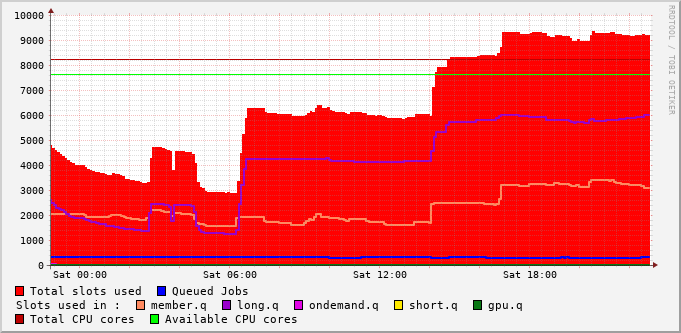 RRDTOOL / TOBI OETIKER
10000
9000
8000
7000
6000
5000
4000
3000
2000
1000
0
Sat 00:00 Sat 06:00 Sat 12:00 Sat 18:00
Total slots used Queued Jobs
Slots used in : member.q long.q ondemand.q short.q gpu.q
Total CPU cores Available CPU cores